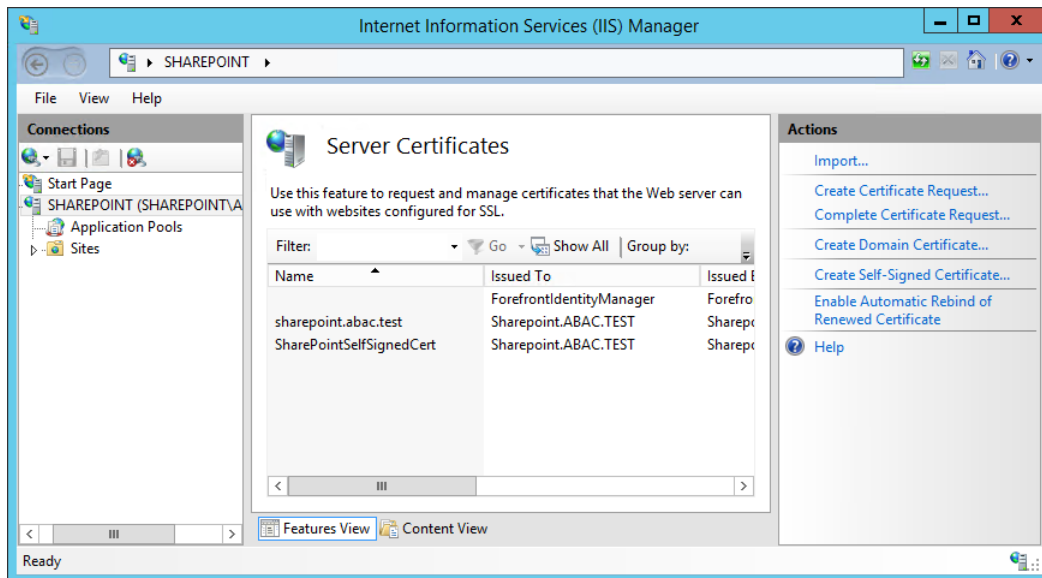 Internet Information Services (IIS) Manager
SHAREPOINT
File View Help
Connections
Start Page
SHAREPOINT (SHAREPOINT\A
Application Pools
Sites
Server Certificates
Use this feature to request and manage certificates that the Web server can
use with websites configured for SSL.
Filter: Go Show All Group by:
Name Issued To Issued B
ForefrontIdentityManager Forefro
sharepoint.abac.test Sharepoint.ABAC.TEST Sharepo
SharePointSelfSignedCert Sharepoint.ABAC.TEST Sharepo
Features View Content View
Actions
Import...
Create Certificate Request...
Complete Certificate Request...
Create Domain Certificate...
Create Self-Signed Certificate...
Enable Automatic Rebind of
Renewed Certificate
Help
Ready